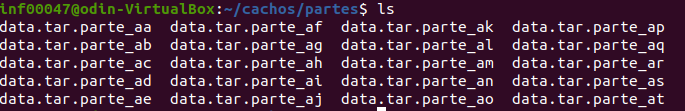 inf00047@odin-VirtualBox:~/cachos/partes$ ls
data.tar.parte_aa data.tar.parte_af data.tar.parte_ak data.tar.parte_ap
data.tar.parte_ab data.tar.parte_ag data.tar.parte_al data.tar.parte_aq
data.tar.parte_ac data.tar.parte_ah data.tar.parte_am data.tar.parte_ar
data.tar.parte_ad data.tar.parte_ai data.tar.parte_an data.tar.parte_as
data.tar.parte_ae data.tar.parte_aj data.tar.parte_ao data.tar.parte_at